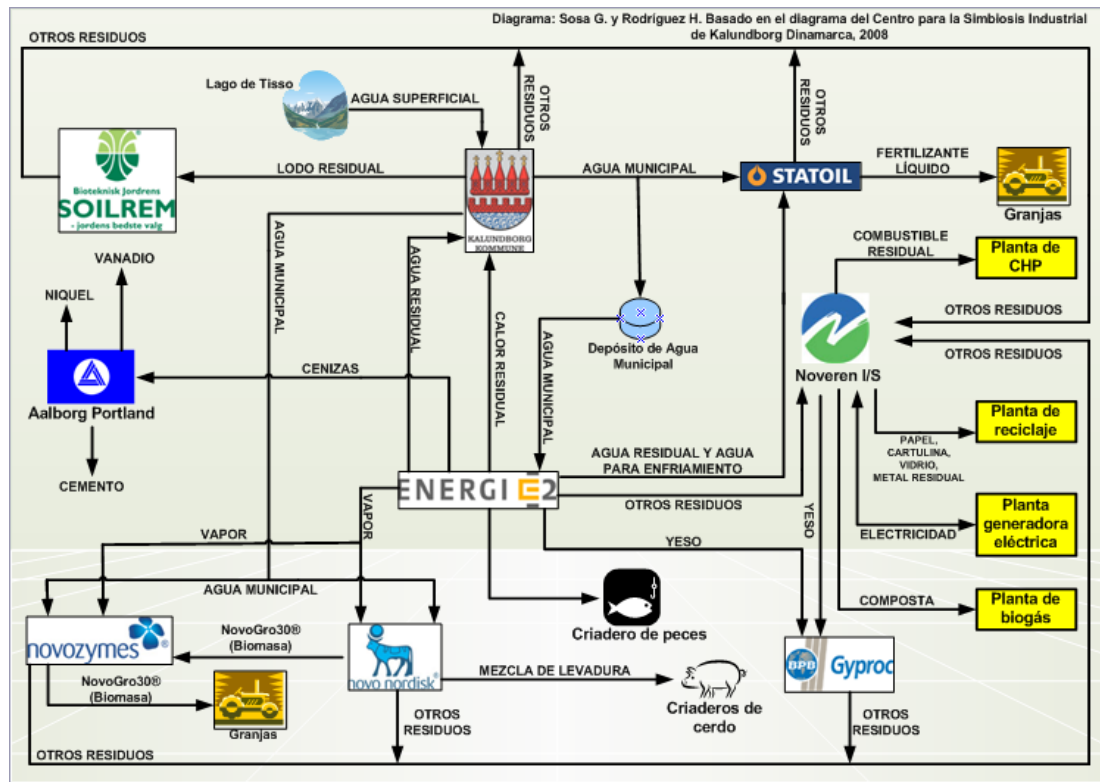 Diagrama: Sosa G. y Rodríguez H. Basado en el diagrama del Centro para la Simbiosis Industrial
de Kalundborg Dinamarca, 2008
OTROS RESIDUOS
Lago de Tisso
AGUA SUPERFICIAL
OTROS
RESIDUOS
OTROS
RESIDUOS
Bioteknisk Jordrens
SOILREM
- jordens bedste valg
LODO RESIDUAL
KALUNDBORG
KOMMUNE
AGUA MUNICIPAL
STATOIL
FERTILIZANTE
LÍQUIDO
Granjas
AGUA MUNICIPAL
AGUA RESIDUAL
COMBUSTIBLE
RESIDUAL
Planta de
CHP
VANADIO
NIQUEL
CALOR RESIDUAL
Depósito de Agua
Municipal
AGUA MUNICIPAL
OTROS RESIDUOS
OTROS RESIDUOS
Noveren I/S
Aalborg Portland
CENIZAS
CEMENTO
Planta de
reciclaje
PAPEL,
CARTULINA,
VIDRIO,
METAL RESIDUAL
AGUA RESIDUAL Y AGUA
PARA ENFRIAMIENTO
ENERGI E2
OTROS RESIDUOS
YESO
Planta
generadora
eléctrica
ELECTRICIDAD
VAPOR
VAPOR
YESO
AGUA MUNICIPAL
COMPOSTA
Planta de
biogás
Criadero de peces
novozymes®
NovoGro30®
(Biomasa)
novo nordisk®
BPB Gyproc
NovoGro30®
(Biomasa)
Granjas
MEZCLA DE LEVADURA
Criaderos de
cerdo
OTROS
RESIDUOS
OTROS
RESIDUOS
OTROS RESIDUOS